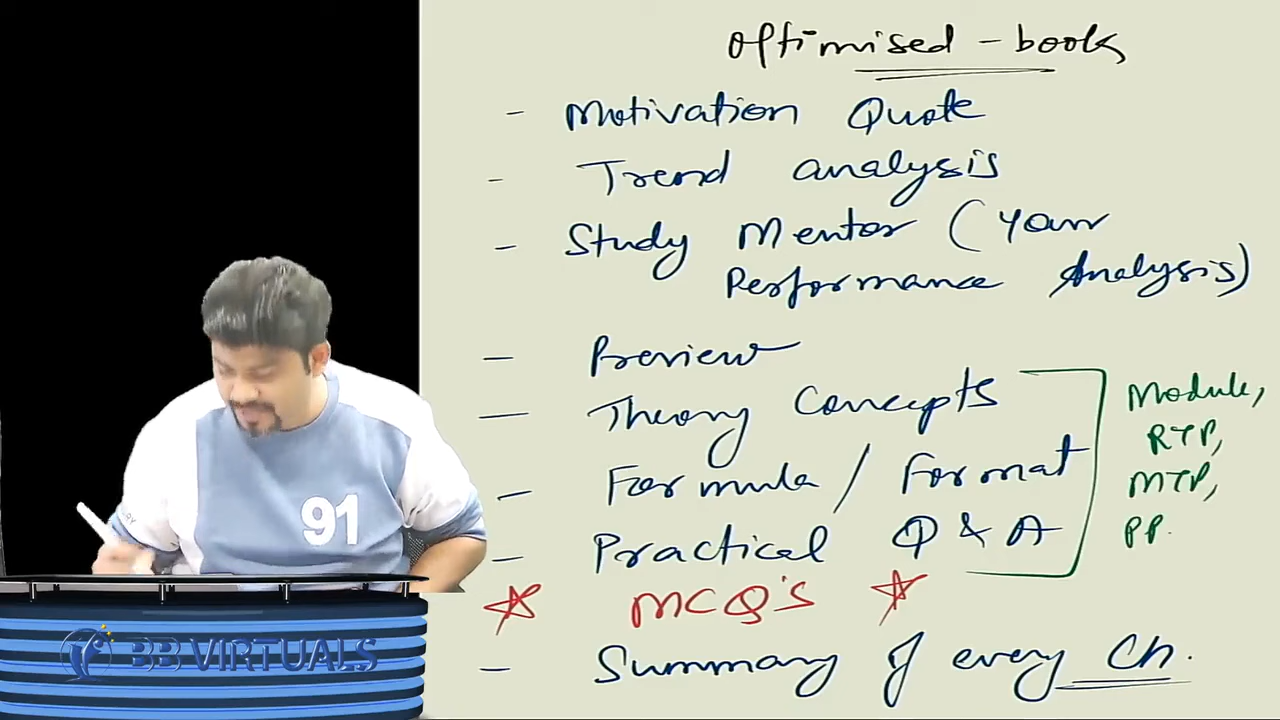 Optimised - book
- Motivation Quote
- Trend analysis
- Study Mentor (Your
Performance Analysis)
- Preview
- Theory Concepts
- Formula / Format
- Practical Q & A
Module,
RTP,
MTP,
PP.
MCQ'S
- Summary of every Ch.
91
BB VIRTUALS